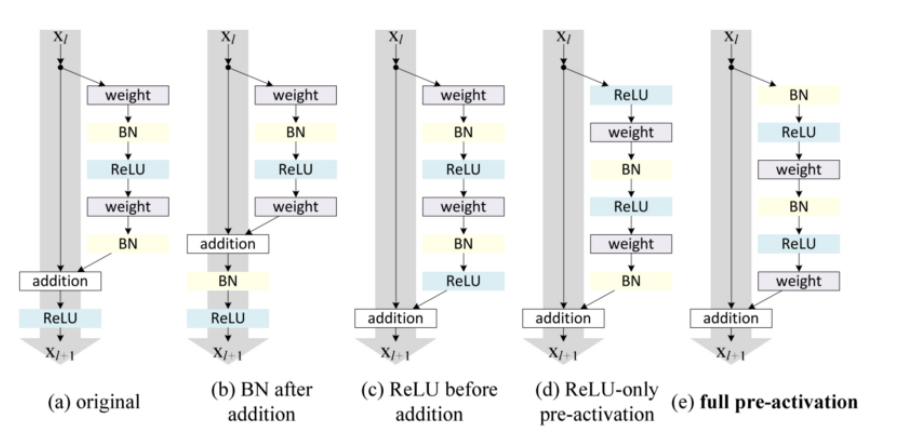 x_l x_l x_l x_l x_l
weight weight weight ReLU BN
BN BN BN weight ReLU
ReLU ReLU ReLU BN weight
weight weight weight ReLU BN
BN addition BN weight ReLU
addition BN ReLU BN weight
ReLU ReLU addition addition addition
x_{l+1} x_{l+1} x_{l+1} x_{l+1} x_{l+1}
(a) original
(b) BN after
addition
(c) ReLU before
addition
(d) ReLU-only
pre-activation
(e) full pre-activation